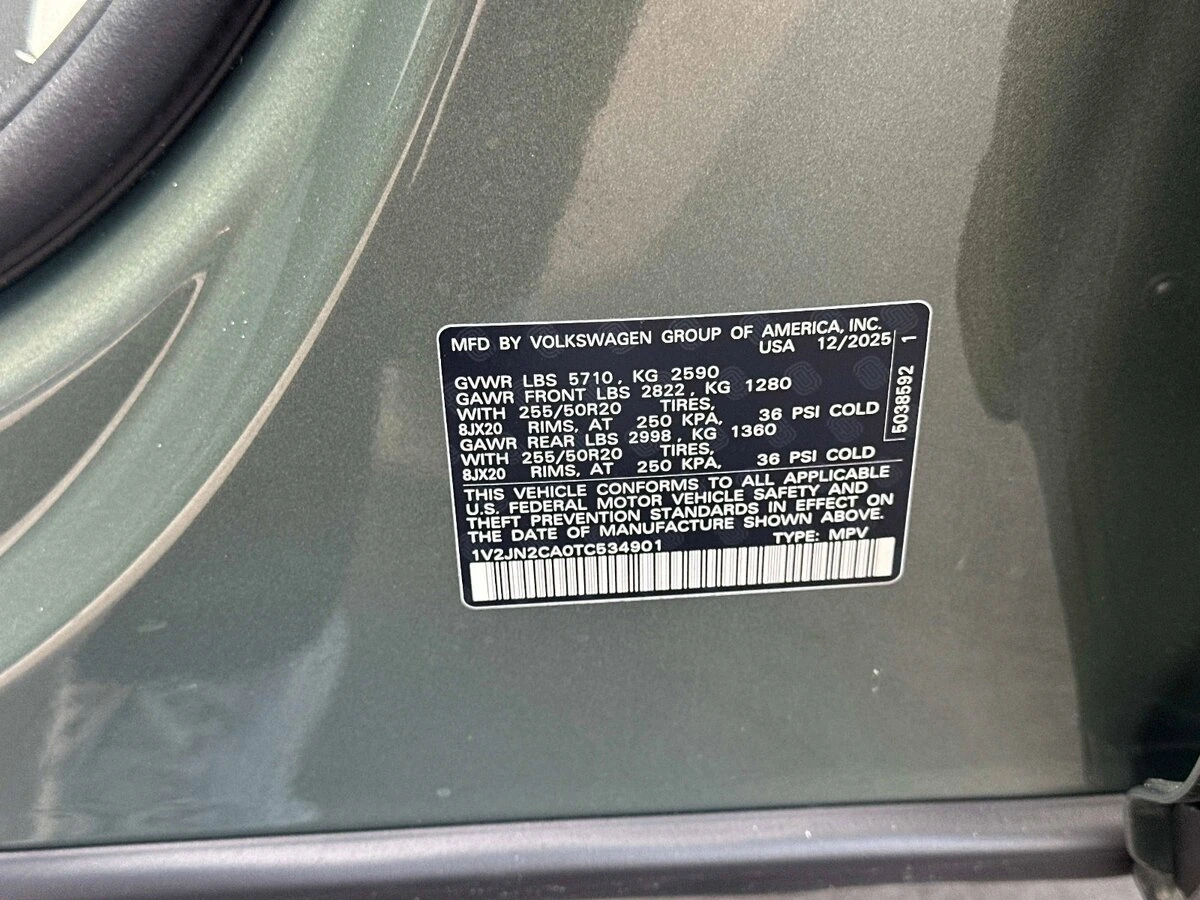 MFD BY VOLKSWAGEN GROUP OF AMERICA, INC.
USA 12/2025
GVWR LBS 5710, KG 2590
GAWR FRONT LBS 2822, KG 1280
WITH 255/50R20 TIRES,
8JX20 RIMS, AT 250 KPA, 36 PSI COLD
GAWR REAR LBS 2998, KG 1360
WITH 255/50R20 TIRES,
8JX20 RIMS, AT 250 KPA, 36 PSI COLD
THIS VEHICLE CONFORMS TO ALL APPLICABLE
U.S. FEDERAL MOTOR VEHICLE SAFETY AND
THEFT PREVENTION STANDARDS IN EFFECT ON
THE DATE OF MANUFACTURE SHOWN ABOVE.
1V2JN2CA0TC534901 TYPE: MPV
5038592 1